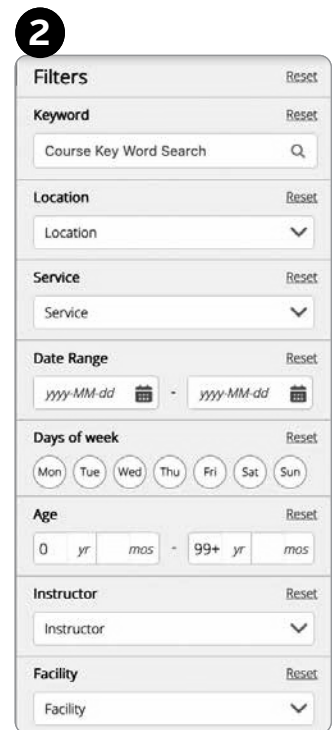 2
Filters Reset
Keyword Reset
Course Key Word Search
Location Reset
Location
Service Reset
Service
Date Range Reset
yyyy-MM-dd - yyyy-MM-dd
Days of week Reset
Mon Tue Wed Thu Fri Sat Sun
Age Reset
0 yr mos - 99+ yr mos
Instructor Reset
Instructor
Facility Reset
Facility